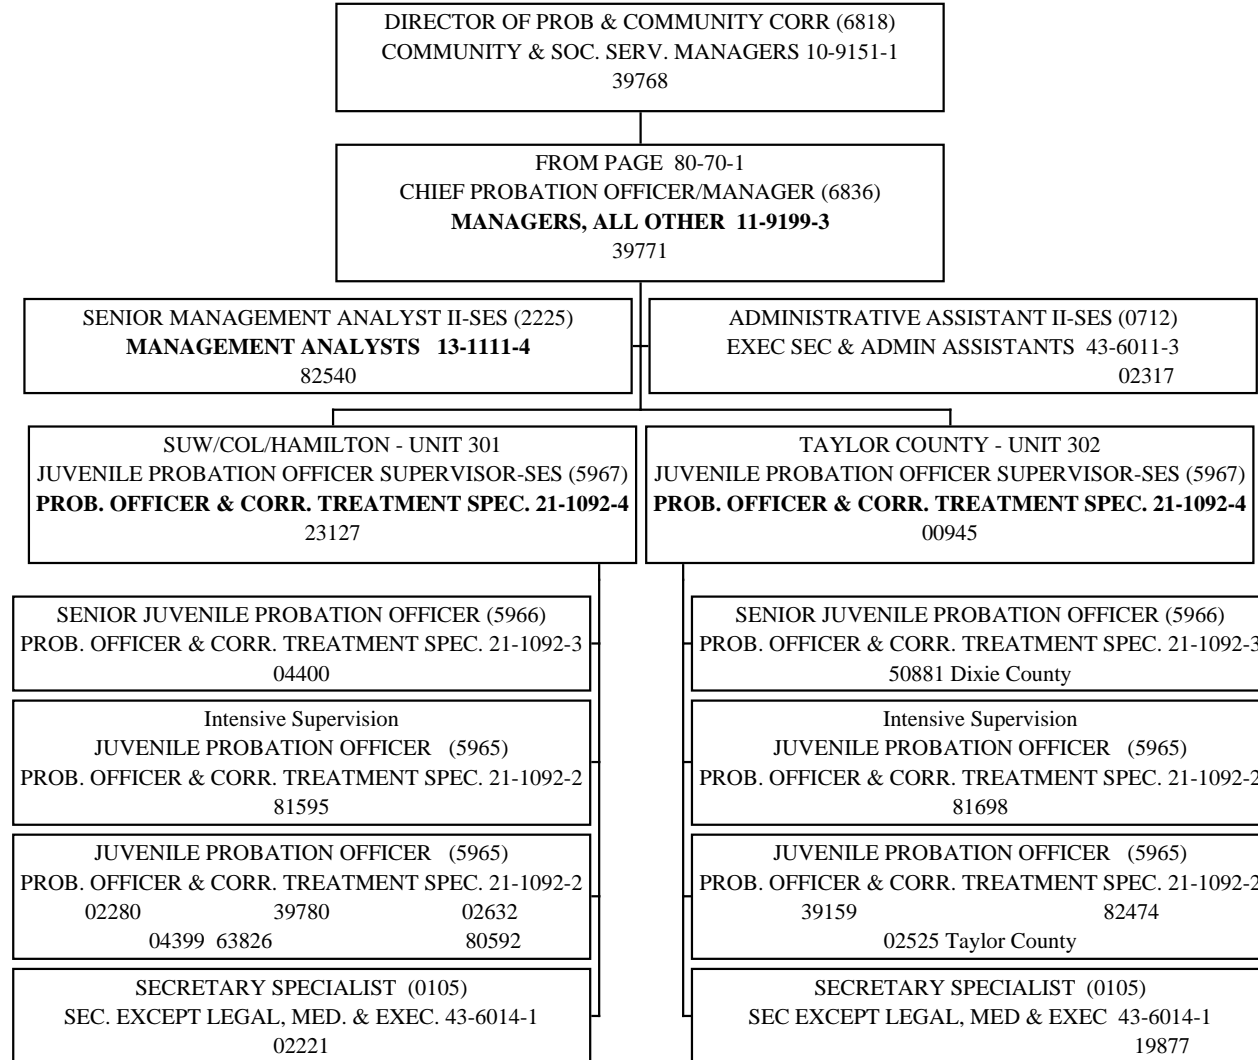 DIRECTOR OF PROB & COMMUNITY CORR (6818)
COMMUNITY & SOC. SERV. MANAGERS 10-9151-1
39768
FROM PAGE 80-70-1
CHIEF PROBATION OFFICER/MANAGER (6836)
MANAGERS, ALL OTHER 11-9199-3
39771
SENIOR MANAGEMENT ANALYST II-SES (2225)
MANAGEMENT ANALYSTS 13-1111-4
82540
ADMINISTRATIVE ASSISTANT II-SES (0712)
EXEC SEC & ADMIN ASSISTANTS 43-6011-3
02317
SUW/COL/HAMILTON - UNIT 301
JUVENILE PROBATION OFFICER SUPERVISOR-SES (5967)
PROB. OFFICER & CORR. TREATMENT SPEC. 21-1092-4
23127
TAYLOR COUNTY - UNIT 302
JUVENILE PROBATION OFFICER SUPERVISOR-SES (5967)
PROB. OFFICER & CORR. TREATMENT SPEC. 21-1092-4
00945
SENIOR JUVENILE PROBATION OFFICER (5966)
PROB. OFFICER & CORR. TREATMENT SPEC. 21-1092-3
04400
Intensive Supervision
JUVENILE PROBATION OFFICER (5965)
PROB. OFFICER & CORR. TREATMENT SPEC. 21-1092-2
81595
JUVENILE PROBATION OFFICER (5965)
PROB. OFFICER & CORR. TREATMENT SPEC. 21-1092-2
02280 39780 02632
04399 63826 80592
SECRETARY SPECIALIST (0105)
SEC. EXCEPT LEGAL, MED. & EXEC. 43-6014-1
02221
SENIOR JUVENILE PROBATION OFFICER (5966)
PROB. OFFICER & CORR. TREATMENT SPEC. 21-1092-3
50881 Dixie County
Intensive Supervision
JUVENILE PROBATION OFFICER (5965)
PROB. OFFICER & CORR. TREATMENT SPEC. 21-1092-2
81698
JUVENILE PROBATION OFFICER (5965)
PROB. OFFICER & CORR. TREATMENT SPEC. 21-1092-2
39159 82474
02525 Taylor County
SECRETARY SPECIALIST (0105)
SEC EXCEPT LEGAL, MED & EXEC 43-6014-1
19877